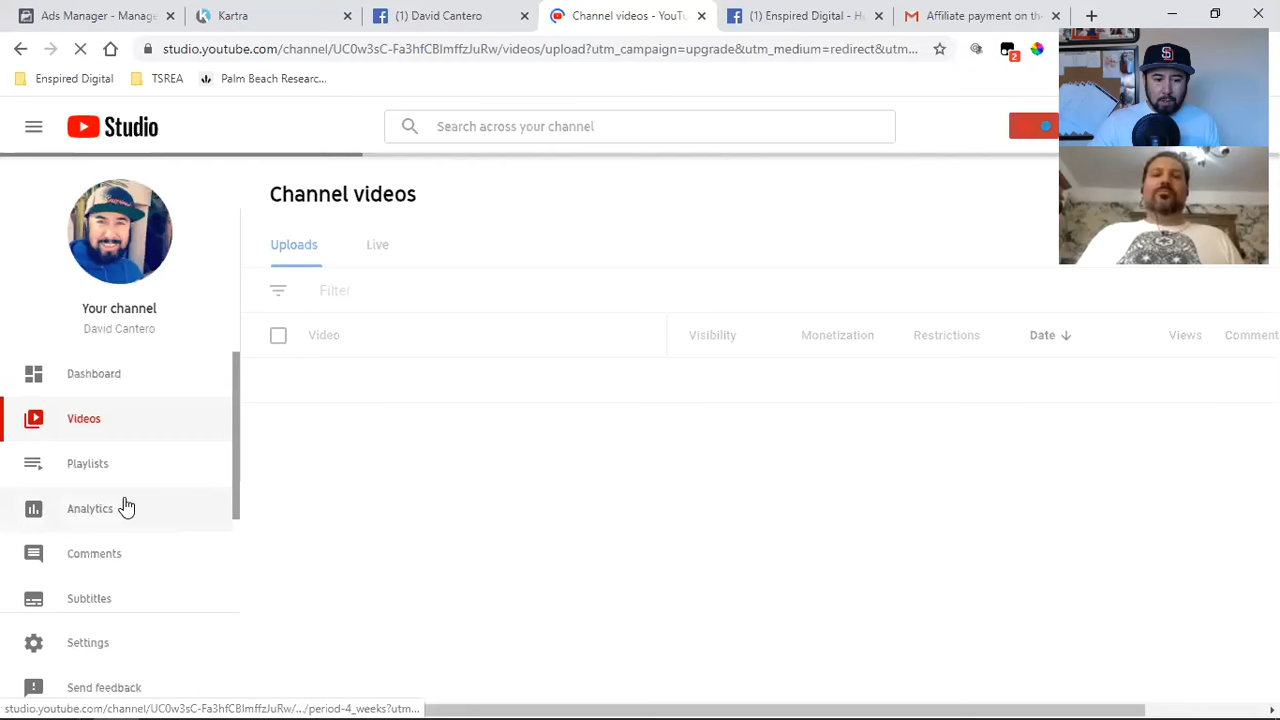 Ads Manager - Manage
Kartra
(1) David Cantero
Channel videos - YouTu
(1) Enspired Digital - H
Affiliate payment on th
studio.youtube.com/channel/UC0w3sC-Fa3hfCBImffzJuRw/videos/upload?utm_campaign=upgrade&utm_medium=redirect&utm...
2
Enspired Digital
TSREA
Palm Beach Researc...
Studio
Search across your channel
Channel videos
Uploads
Live
Filter
Video
Visibility
Monetization
Restrictions
Date
Views
Comment
Your channel
David Cantero
Dashboard
Videos
Playlists
Analytics
Comments
Subtitles
Settings
Send feedback
studio.youtube.com/channel/UC0w3sC-Fa3hfCBImffzJuRw/.../period-4_weeks?utm...